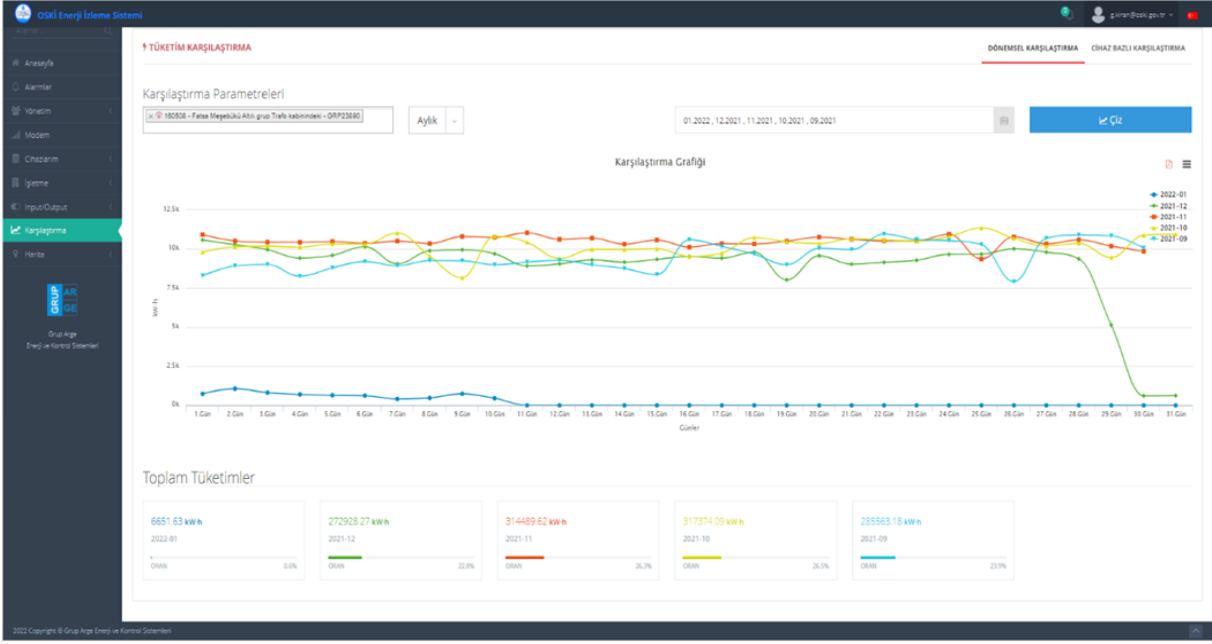 OSKİ Enerji İzleme Sistemi
g.kiran@oski.gov.tr
Arama ...
Anasayfa
Alarmlar
Yönetim
Modem
Cihazlarım
İşletme
Input/Output
Karşılaştırma
Harita
GRUP ARGE
Grup Arge
Enerji ve Kontrol Sistemleri
TÜKETİM KARŞILAŞTIRMA
DÖNEMSEL KARŞILAŞTIRMA
CİHAZ BAZLI KARŞILAŞTIRMA
Karşılaştırma Parametreleri
Aylık
01.2022 , 12.2021 , 11.2021 , 10.2021 , 09.2021
Çiz
Karşılaştırma Grafiği
2022-01
2021-12
2021-11
2021-10
2021-09
12.5k
10k
7.5k
5k
2.5k
0k
kW·h
1.Gün 2.Gün 3.Gün 4.Gün 5.Gün 6.Gün 7.Gün 8.Gün 9.Gün 10.Gün 11.Gün 12.Gün 13.Gün 14.Gün 15.Gün 16.Gün 17.Gün 18.Gün 19.Gün 20.Gün 21.Gün 22.Gün 23.Gün 24.Gün 25.Gün 26.Gün 27.Gün 28.Gün 29.Gün 30.Gün 31.Gün
Günler
Toplam Tüketimler
6651.63 kW·h
2022-01
ORAN 0.6%
272928.27 kW·h
2021-12
ORAN 22.8%
314489.62 kW·h
2021-11
ORAN 26.3%
317374.09 kW·h
2021-10
ORAN 26.5%
285563.18 kW·h
2021-09
ORAN 23.9%
2022 Copyright © Grup Arge Enerji ve Kontrol Sistemleri